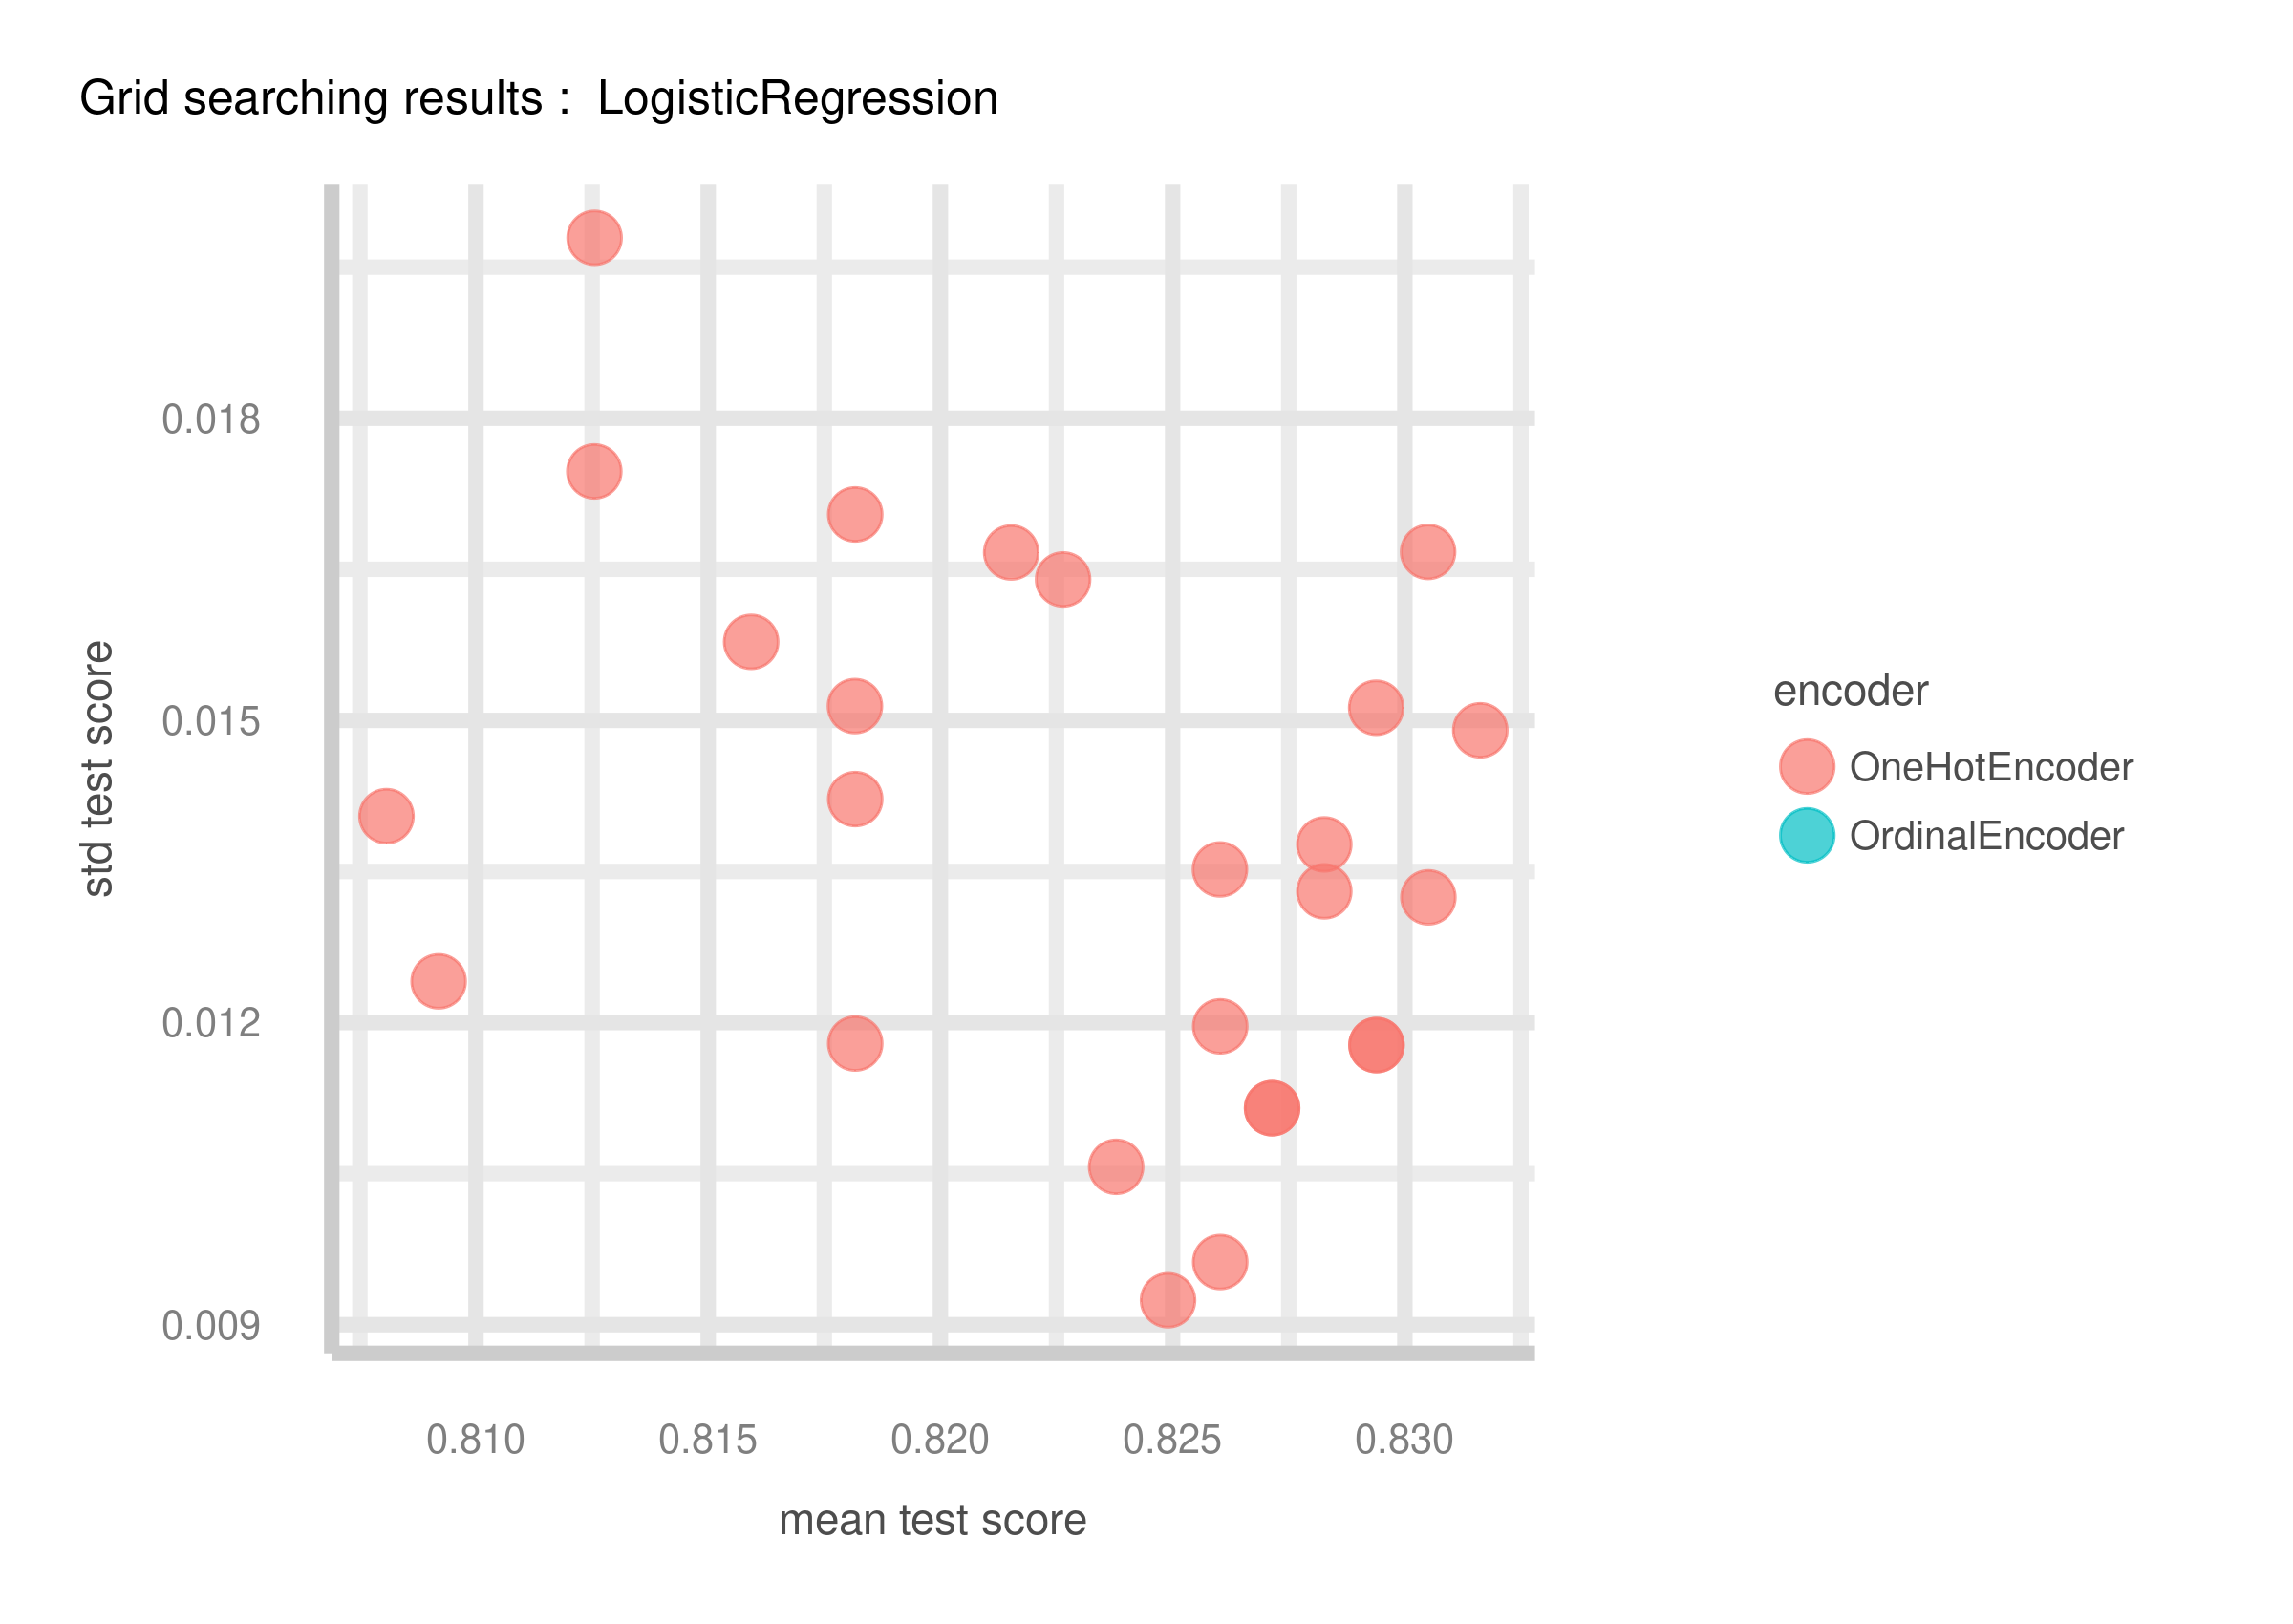 Grid searching results :  LogisticRegression
0.018
0.015
0.012
0.009
std test score
0.810 0.815 0.820 0.825 0.830
mean test score
encoder
OneHotEncoder
OrdinalEncoder